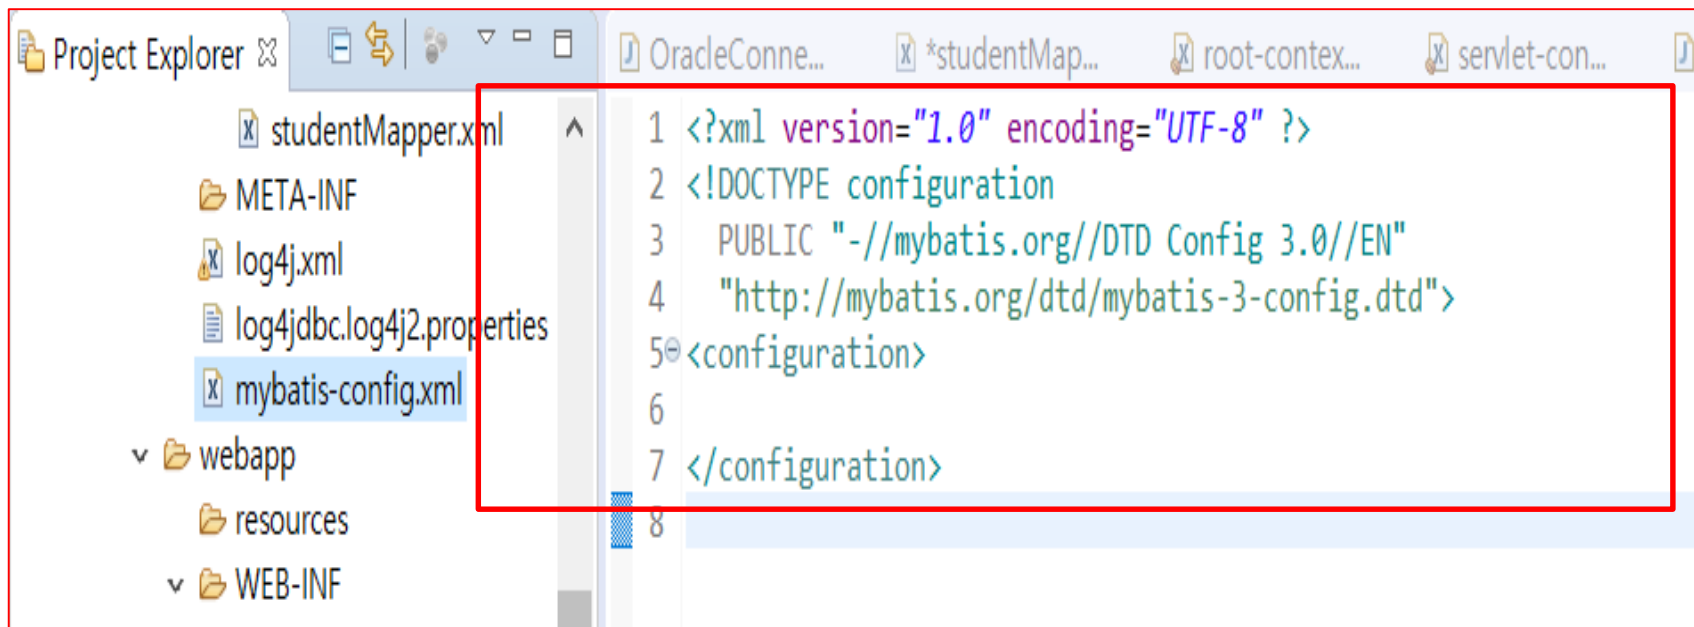 Project Explorer
studentMapper.xml
META-INF
log4j.xml
log4jdbc.log4j2.properties
mybatis-config.xml
webapp
resources
WEB-INF
OracleConne... *studentMap... root-contex... servlet-con...
1 <?xml version="1.0" encoding="UTF-8" ?>
2 <!DOCTYPE configuration
3 PUBLIC "-//mybatis.org//DTD Config 3.0//EN"
4 "http://mybatis.org/dtd/mybatis-3-config.dtd">
5 <configuration>
6
7 </configuration>
8